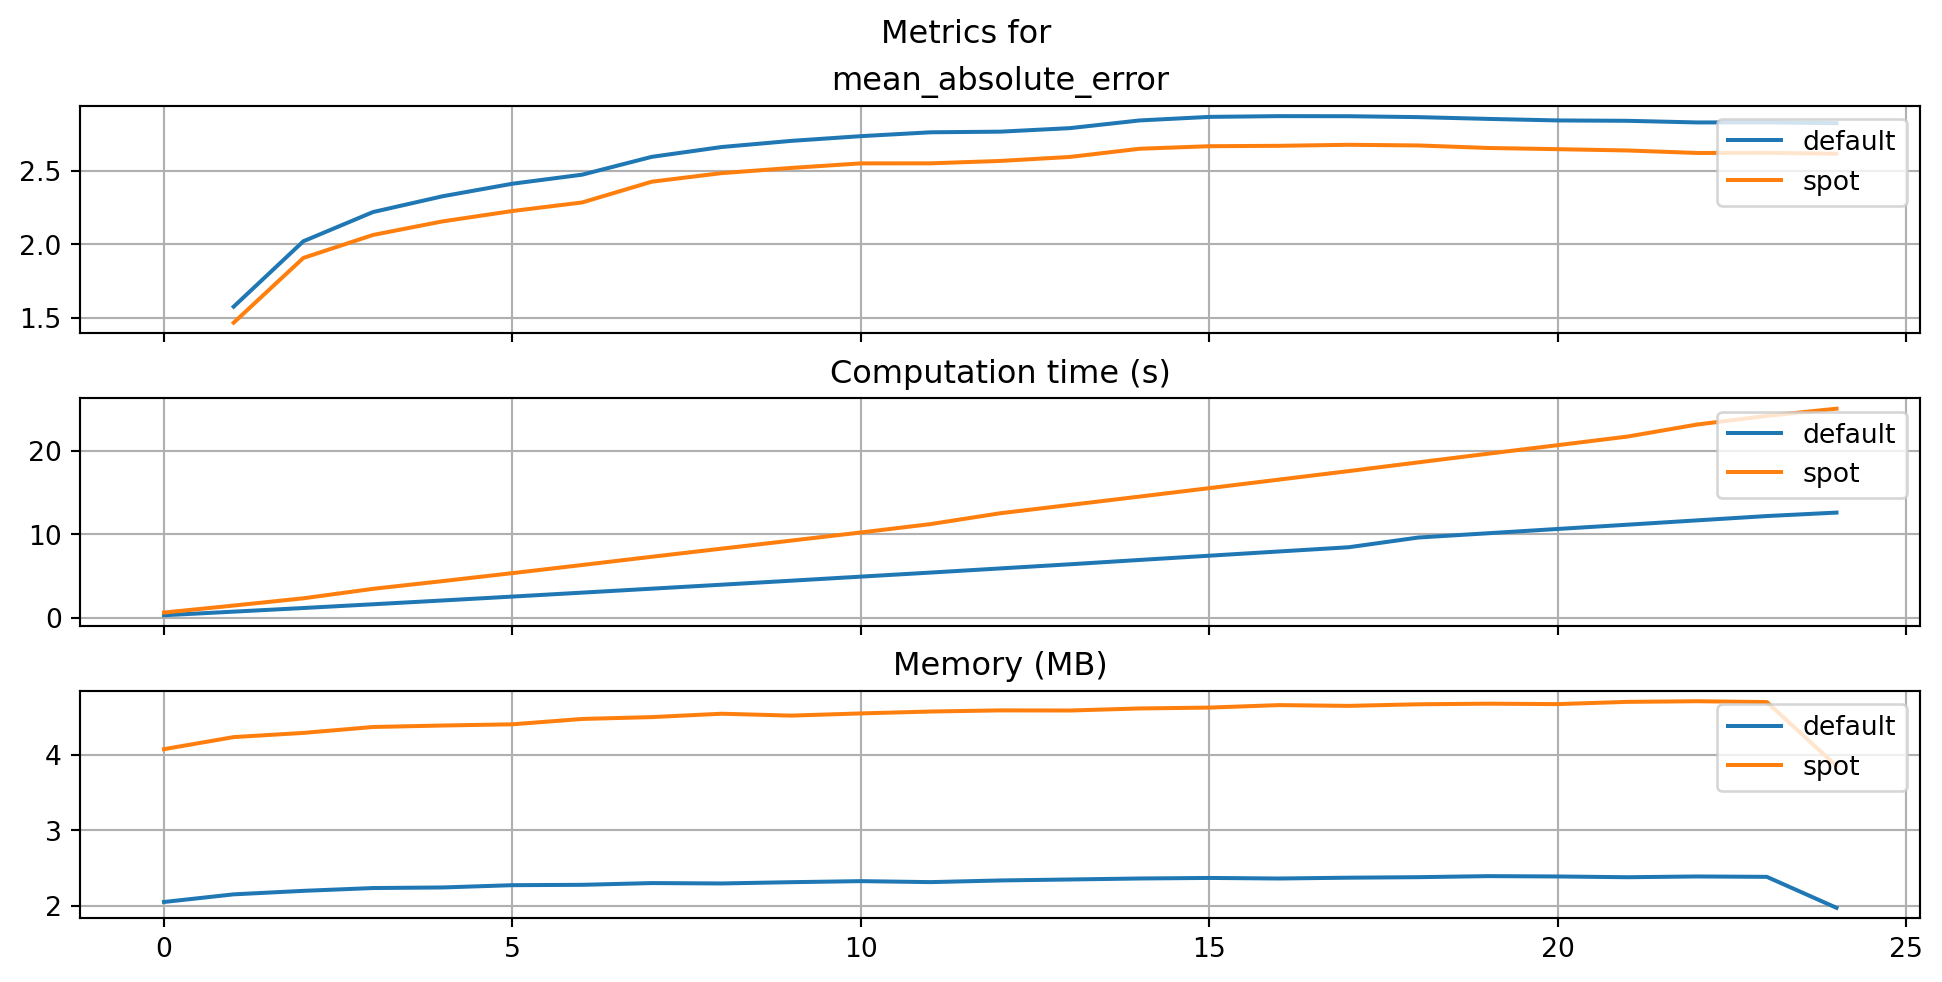 Metrics for
mean_absolute_error
2.5
2.0
1.5
default
spot
Computation time (s)
20
10
0
default
spot
Memory (MB)
4
3
2
default
spot
0 5 10 15 20 25